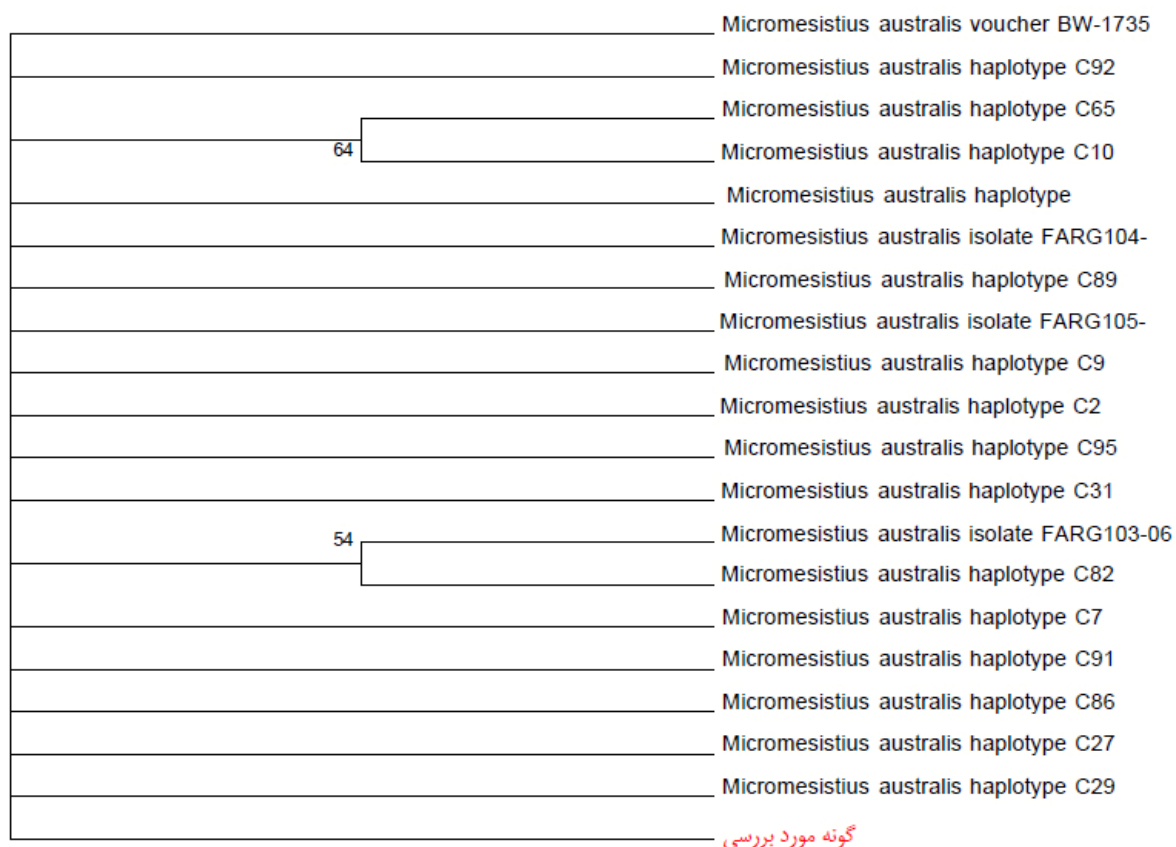 Micromesistius australis voucher BW-1735
Micromesistius australis haplotype C92
Micromesistius australis haplotype C65
64
Micromesistius australis haplotype C10
Micromesistius australis haplotype
Micromesistius australis isolate FARG104-
Micromesistius australis haplotype C89
Micromesistius australis isolate FARG105-
Micromesistius australis haplotype C9
Micromesistius australis haplotype C2
Micromesistius australis haplotype C95
Micromesistius australis haplotype C31
54
Micromesistius australis isolate FARG103-06
Micromesistius australis haplotype C82
Micromesistius australis haplotype C7
Micromesistius australis haplotype C91
Micromesistius australis haplotype C86
Micromesistius australis haplotype C27
Micromesistius australis haplotype C29
گونه مورد بررسی